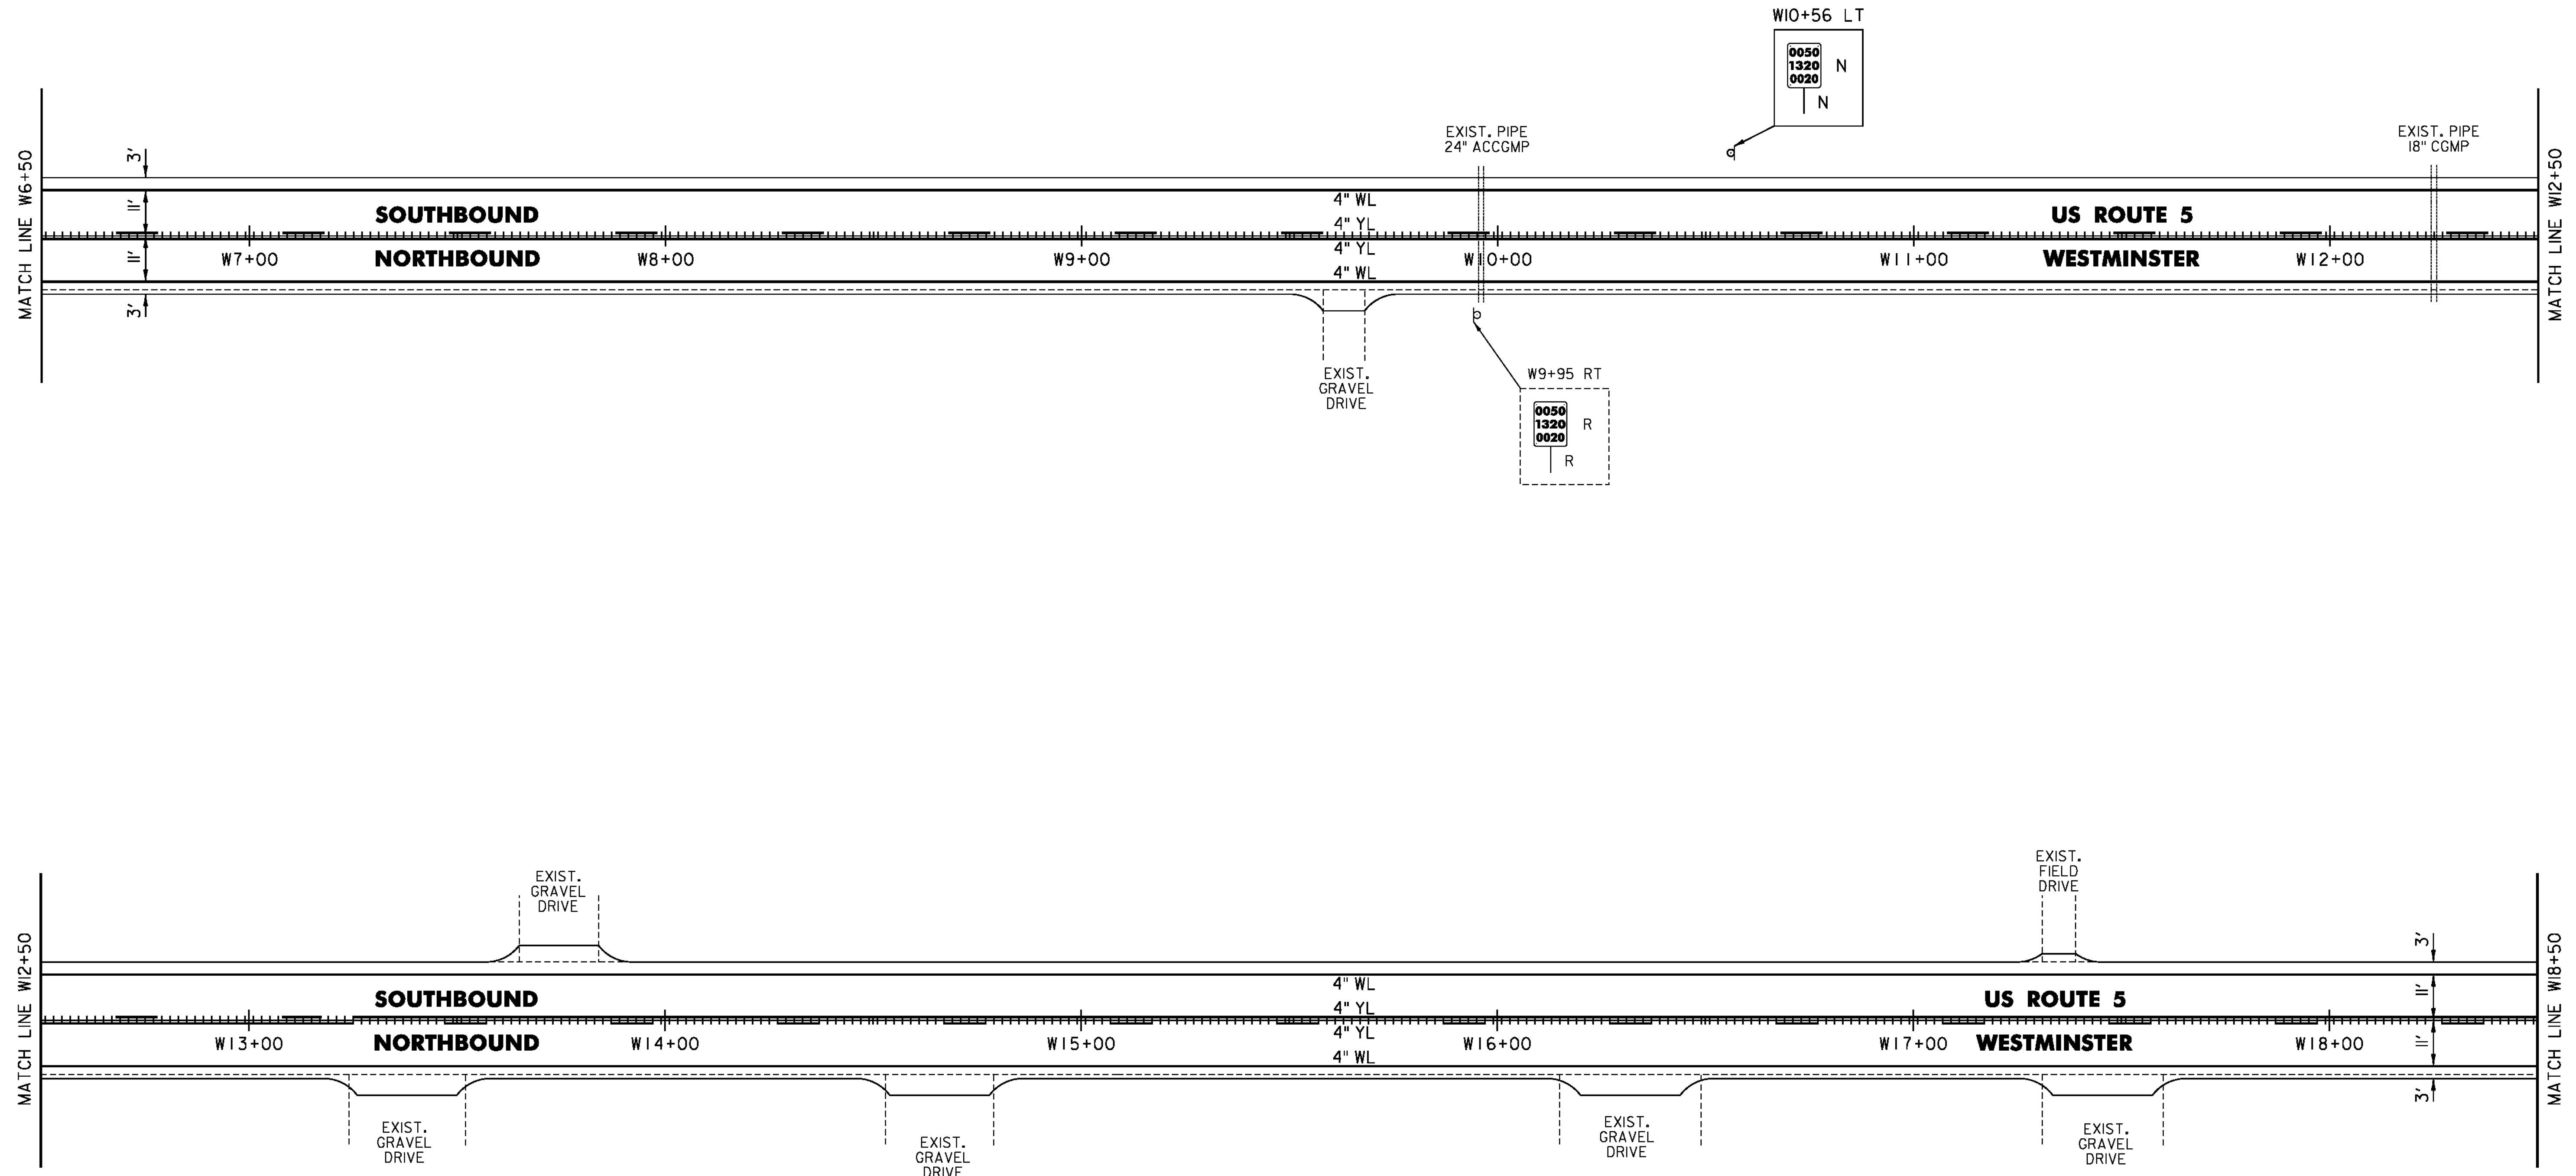 W10+56 LT
0050
1320
0020
N
N
EXIST. PIPE
24" ACCGMP
EXIST. PIPE
18" CGMP
MATCH LINE W6+50
3'
11'
11'
3'
SOUTHBOUND
4" WL
4" YL
US ROUTE 5
W7+00
NORTHBOUND
W8+00
W9+00
4" YL
4" WL
W10+00
W11+00
WESTMINSTER
W12+00
MATCH LINE W12+50
EXIST.
GRAVEL
DRIVE
W9+95 RT
0050
1320
0020
R
R
EXIST.
GRAVEL
DRIVE
EXIST.
FIELD
DRIVE
MATCH LINE W12+50
SOUTHBOUND
4" WL
4" YL
US ROUTE 5
W13+00
NORTHBOUND
W14+00
W15+00
4" YL
4" WL
W16+00
W17+00
WESTMINSTER
W18+00
3'
11'
11'
3'
MATCH LINE W18+50
EXIST.
GRAVEL
DRIVE
EXIST.
GRAVEL
DRIVE
EXIST.
GRAVEL
DRIVE
EXIST.
GRAVEL
DRIVE